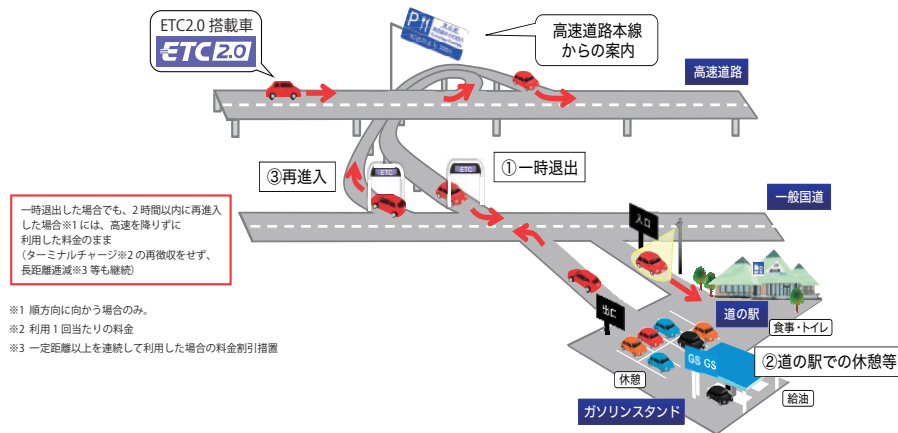 ETC2.0 搭載車
ETC 2.0
高速道路本線
からの案内
高速道路
①一時退出
③再進入
ETC
ETC
一般国道
一時退出した場合でも、2時間以内に再進入
した場合※1には、高速を降りずに
利用した料金のまま
(ターミナルチャージ※2の再徴収をせず、
長距離逓減※3等も継続)
入口
※1 順方向に向かう場合のみ。
※2 利用1回当たりの料金
※3 一定距離以上を連続して利用した場合の料金割引措置
出口
道の駅
食事・トイレ
GS GS
②道の駅での休憩等
休憩
給油
ガソリンスタンド